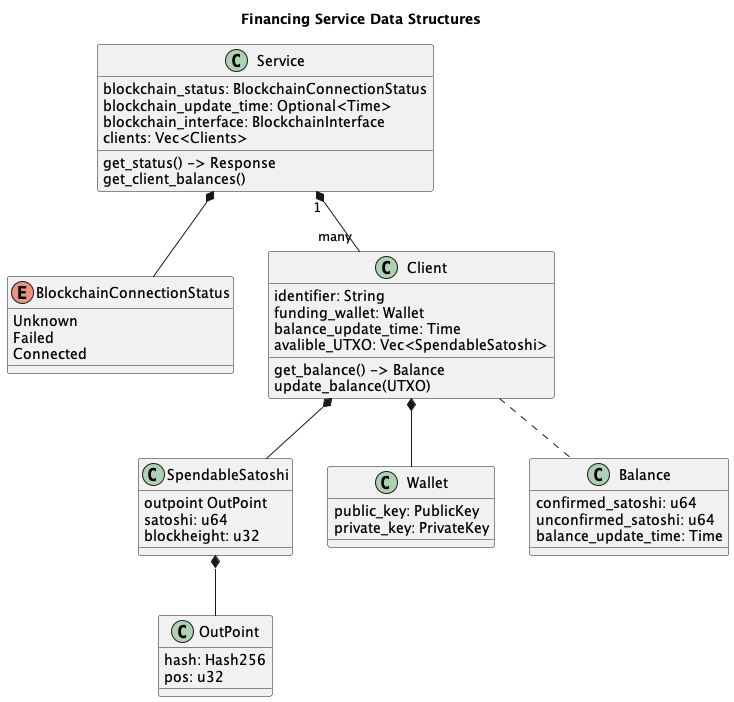 Financing Service Data Structures
C Service
blockchain_status: BlockchainConnectionStatus
blockchain_update_time: Optional<Time>
blockchain_interface: BlockchainInterface
clients: Vec<Clients>
get_status() -> Response
get_client_balances()
1
many
E BlockchainConnectionStatus
Unknown
Failed
Connected
C Client
identifier: String
funding_wallet: Wallet
balance_update_time: Time
avalible_UTXO: Vec<SpendableSatoshi>
get_balance() -> Balance
update_balance(UTXO)
C SpendableSatoshi
outpoint OutPoint
satoshi: u64
blockheight: u32
C Wallet
public_key: PublicKey
private_key: PrivateKey
C Balance
confirmed_satoshi: u64
unconfirmed_satoshi: u64
balance_update_time: Time
C OutPoint
hash: Hash256
pos: u32